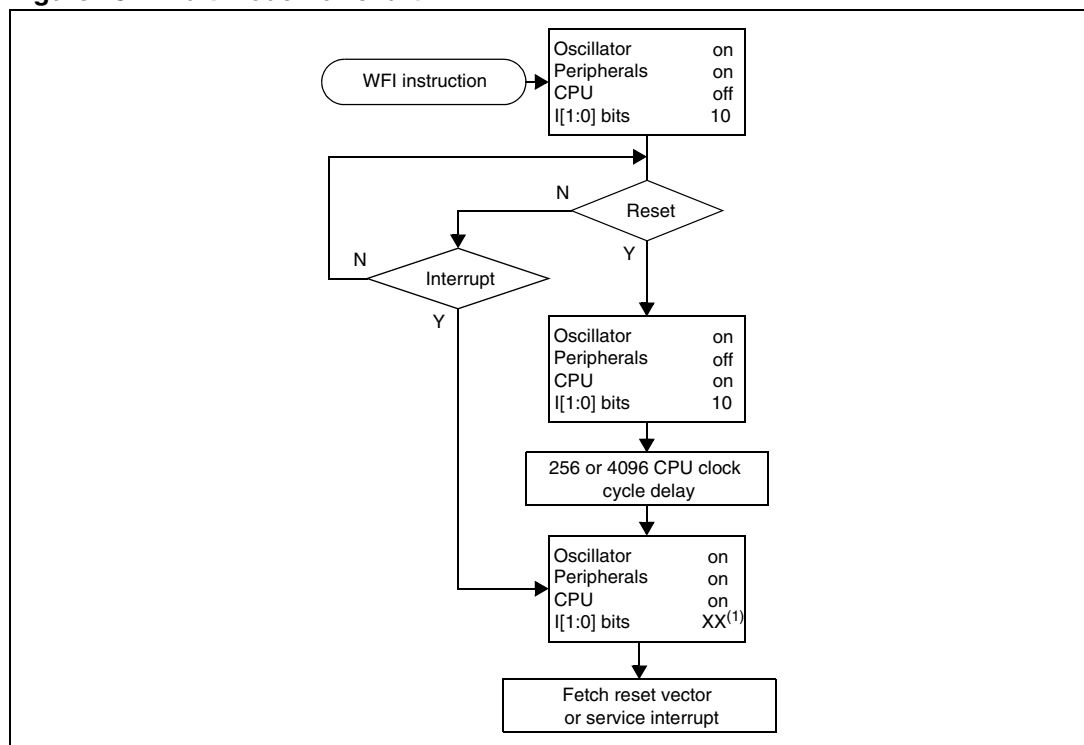 WFI instruction
Oscillator on
Peripherals on
CPU off
I[1:0] bits 10
N
Reset
Y
N
Interrupt
Y
Oscillator on
Peripherals off
CPU on
I[1:0] bits 10
256 or 4096 CPU clock
cycle delay
Oscillator on
Peripherals on
CPU on
I[1:0] bits XX(1)
Fetch reset vector
or service interrupt